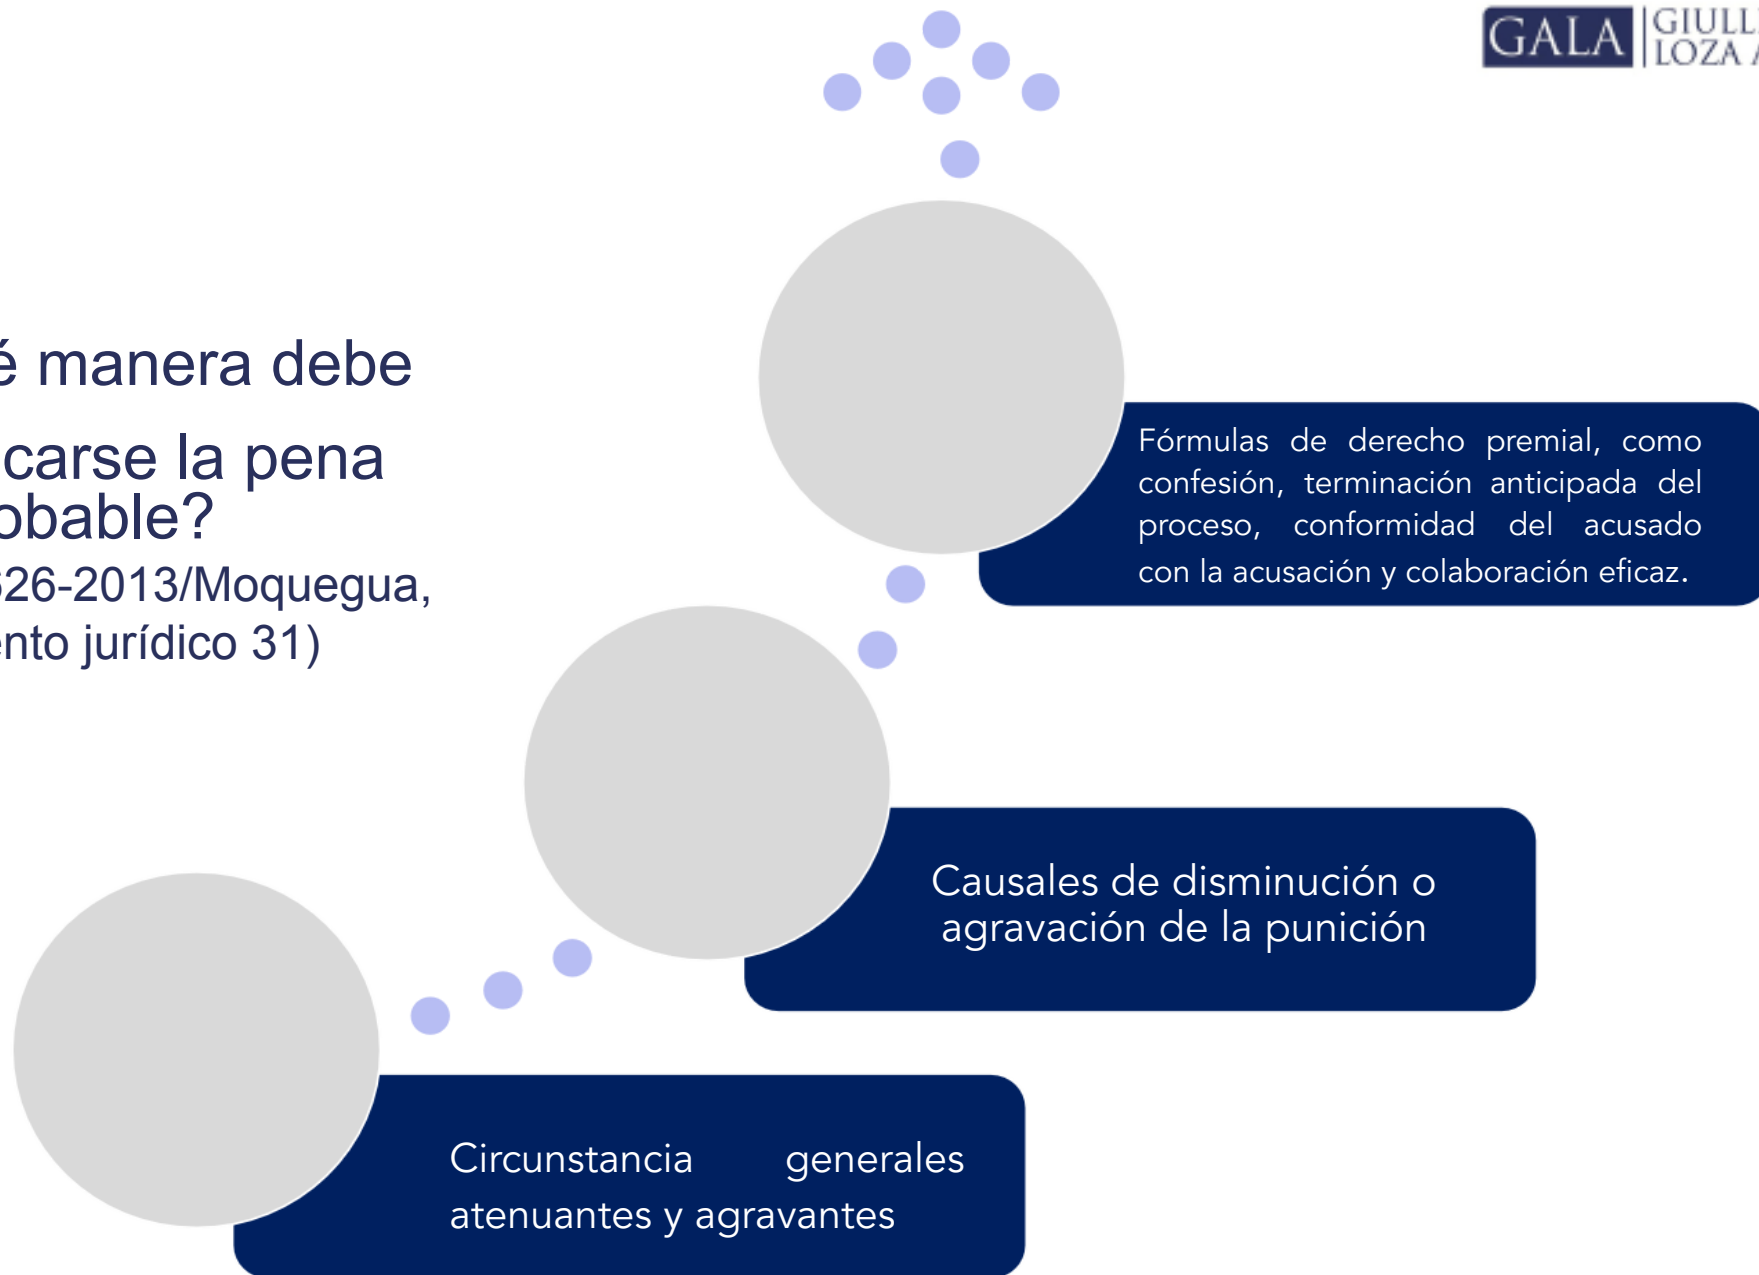 GALA
GIULL
LOZA A
é manera debe
carse la pena
obable?
626-2013/Moquegua,
ento jurídico 31)
Fórmulas de derecho premial, como
confesión, terminación anticipada del
proceso, conformidad del acusado
con la acusación y colaboración eficaz.
Causales de disminución o
agravación de la punición
Circunstancia generales
atenuantes y agravantes